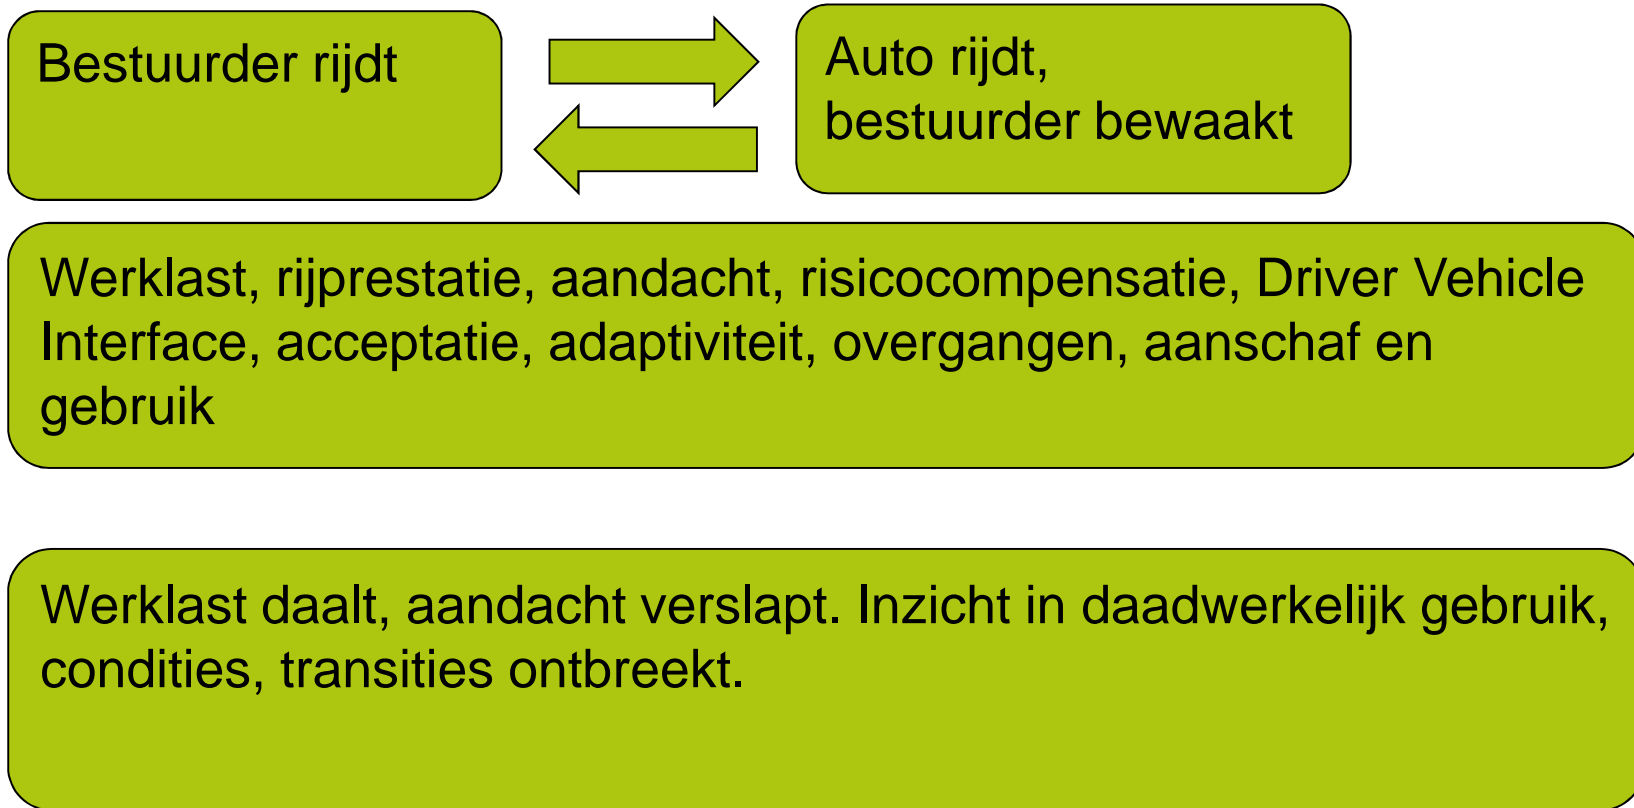 Bestuurder rijdt
Auto rijdt,
bestuurder bewaakt
Werklast, rijprestatie, aandacht, risicocompensatie, Driver Vehicle
Interface, acceptatie, adaptiviteit, overgangen, aanschaf en
gebruik
Werklast daalt, aandacht verslapt. Inzicht in daadwerkelijk gebruik,
condities, transities ontbreekt.